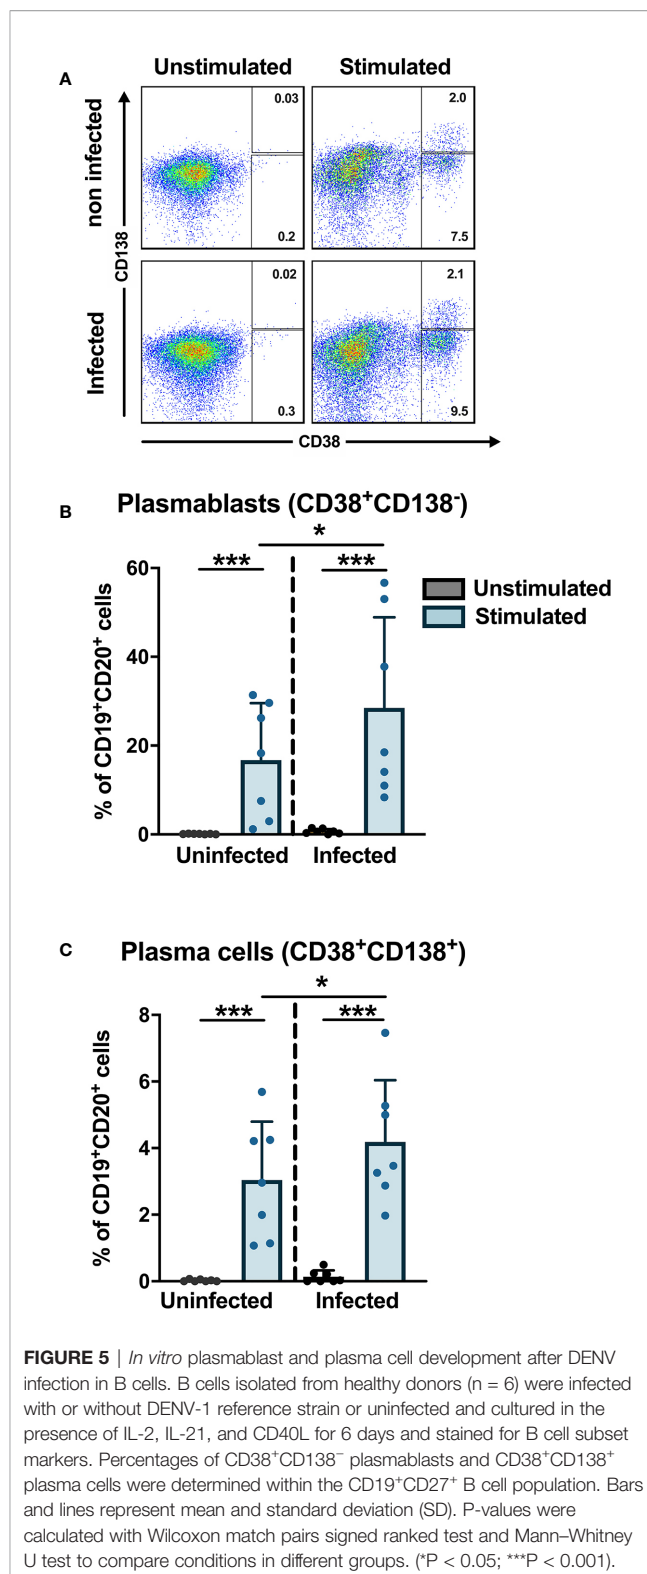 A
Unstimulated
Stimulated
non infected
0.03
0.2
2.0
7.5
CD138
Infected
0.02
0.3
2.1
9.5
CD38
B
Plasmablasts (CD38⁺CD138⁻)
*
***
***
% of CD19⁺CD20⁺ cells
60
40
20
0
Uninfected
Infected
Unstimulated
Stimulated
C
Plasma cells (CD38⁺CD138⁺)
*
***
***
% of CD19⁺CD20⁺ cells
8
6
4
2
0
Uninfected
Infected
FIGURE 5 | In vitro plasmablast and plasma cell development after DENV
infection in B cells. B cells isolated from healthy donors (n = 6) were infected
with or without DENV-1 reference strain or uninfected and cultured in the
presence of IL-2, IL-21, and CD40L for 6 days and stained for B cell subset
markers. Percentages of CD38⁺CD138⁻ plasmablasts and CD38⁺CD138⁺
plasma cells were determined within the CD19⁺CD27⁺ B cell population. Bars
and lines represent mean and standard deviation (SD). P-values were
calculated with Wilcoxon match pairs signed ranked test and Mann–Whitney
U test to compare conditions in different groups. (*P < 0.05; ***P < 0.001).